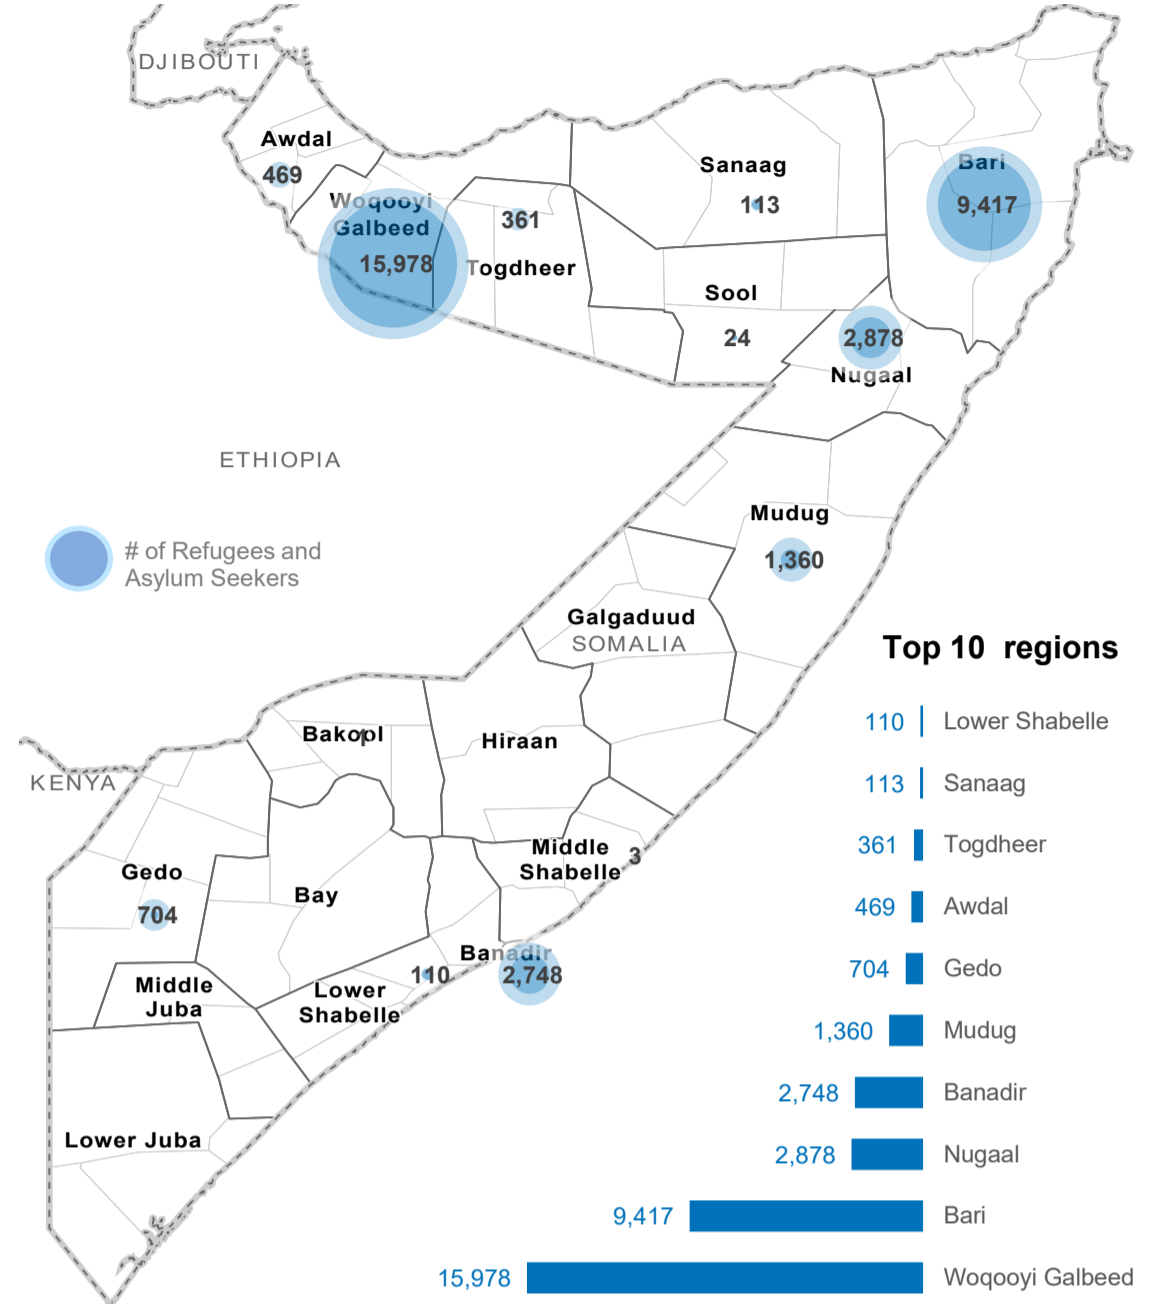 DJIBOUTI
Awdal
469
Woqooyi
Galbeed
15,978
361
Togdheer
Sanaag
113
Bari
9,417
Sool
24
2,878
Nugaal
ETHIOPIA
# of Refugees and
Asylum Seekers
Mudug
1,360
Galgaduud
SOMALIA
Bakool
1
Hiraan
KENYA
Gedo
704
Bay
Middle
Shabelle
3
Banadir
2,748
110
Middle
Juba
Lower
Shabelle
Lower Juba
Top 10 regions
110 Lower Shabelle
113 Sanaag
361 Togdheer
469 Awdal
704 Gedo
1,360 Mudug
2,748 Banadir
2,878 Nugaal
9,417 Bari
15,978 Woqooyi Galbeed